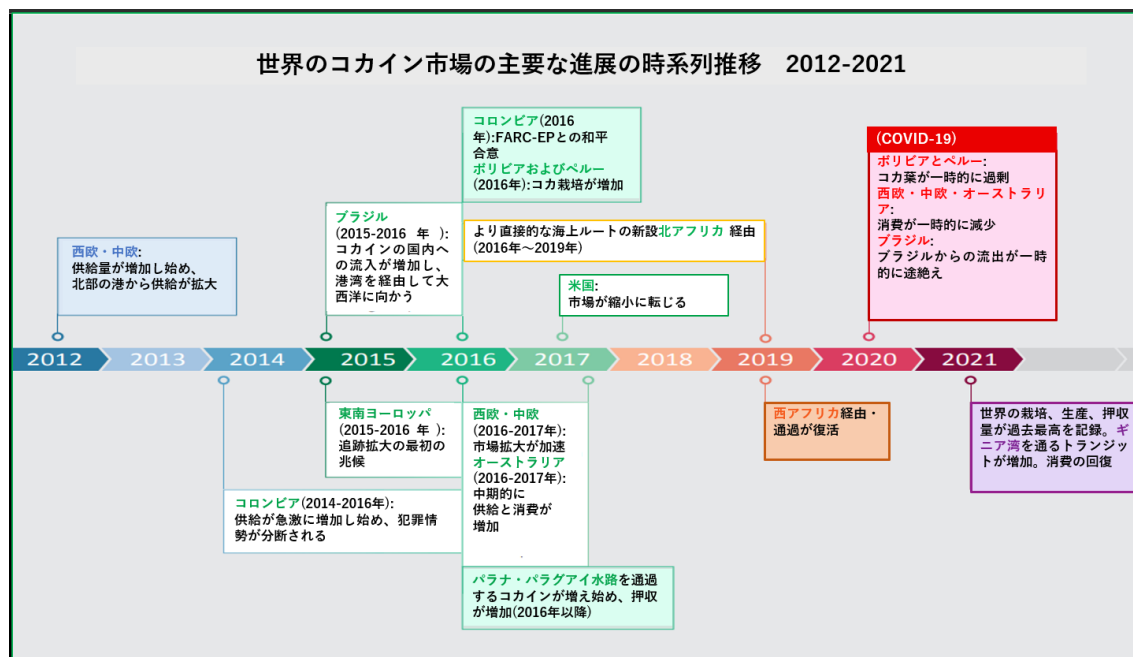 世界のコカイン市場の主要な進展の時系列推移　2012-2021
コロンビア(2016
年):FARC-EPとの和平
合意
ボリビアおよびペルー
(2016年):コカ栽培が増加
(COVID-19)
ボリビアとペルー:
コカ葉が一時的に過剰
西欧・中欧・オーストラリ
ア:
消費が一時的に減少
ブラジル:
ブラジルからの流出が一時
的に途絶え
ブラジル
(2015-2016 年 ):
コカインの国内へ
の流入が増加し、
港湾を経由して大
西洋に向かう
より直接的な海上ルートの新設北アフリカ 経由
(2016年～2019年)
西欧・中欧:
供給量が増加し始め、
北部の港から供給が拡大
米国:
市場が縮小に転じる
2012 2013 2014 2015 2016 2017 2018 2019 2020 2021
東南ヨーロッパ
(2015-2016 年 ):
追跡拡大の最初の
兆候
西欧・中欧
(2016-2017年):
市場拡大が加速
オーストラリア
(2016-2017年):
中期的に
供給と消費が
増加
西アフリカ経由・
通過が復活
世界の栽培、生産、押収
量が過去最高を記録。ギ
ニア湾を通るトランジッ
トが増加。消費の回復
コロンビア(2014-2016年):
供給が急激に増加し始め、犯罪情
勢が分断される
パラナ・パラグアイ水路を通過
するコカインが増え始め、押収
が増加(2016年以降)